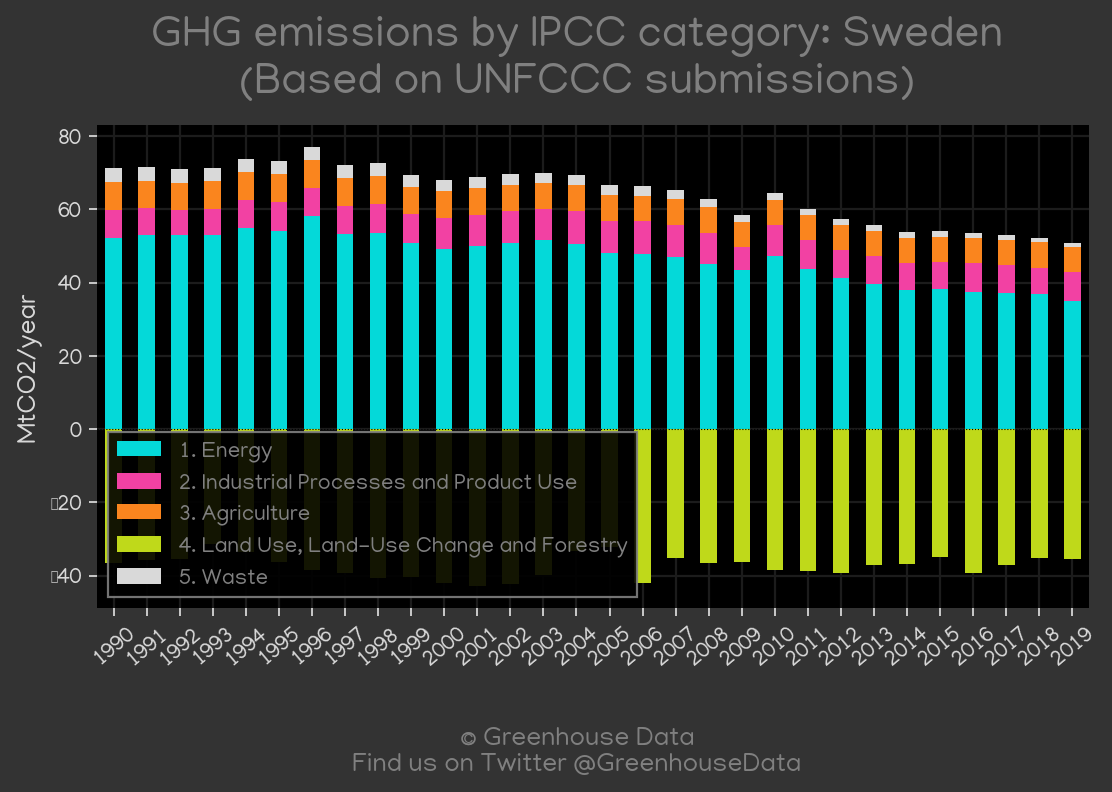 GHG emissions by IPCC category: Sweden
(Based on UNFCCC submissions)
80
60
40
20
0
▯20
▯40
MtCO2/year
1. Energy
2. Industrial Processes and Product Use
3. Agriculture
4. Land Use, Land-Use Change and Forestry
5. Waste
1990 1991 1992 1993 1994 1995 1996 1997 1998 1999 2000 2001 2002 2003 2004 2005 2006 2007 2008 2009 2010 2011 2012 2013 2014 2015 2016 2017 2018 2019
© Greenhouse Data
Find us on Twitter @GreenhouseData